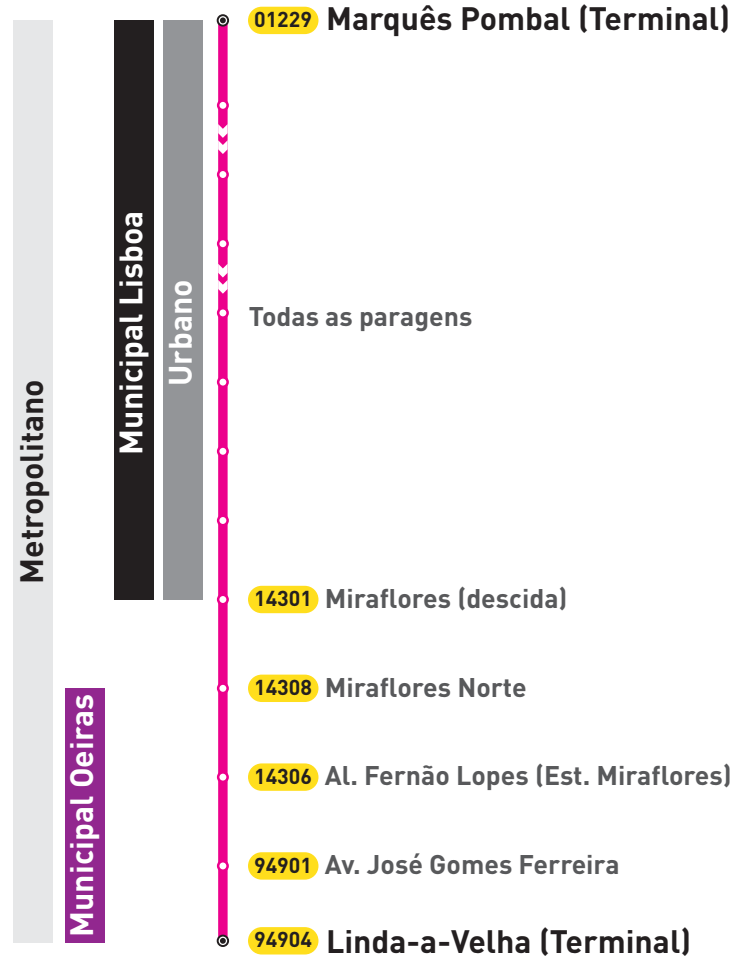 01229 Marquês Pombal (Terminal)
Municipal Lisboa
Urbano
Todas as paragens
Metropolitano
14301 Miraflores (descida)
14308 Miraflores Norte
Municipal Oeiras
14306 Al. Fernão Lopes (Est. Miraflores)
94901 Av. José Gomes Ferreira
94904 Linda-a-Velha (Terminal)